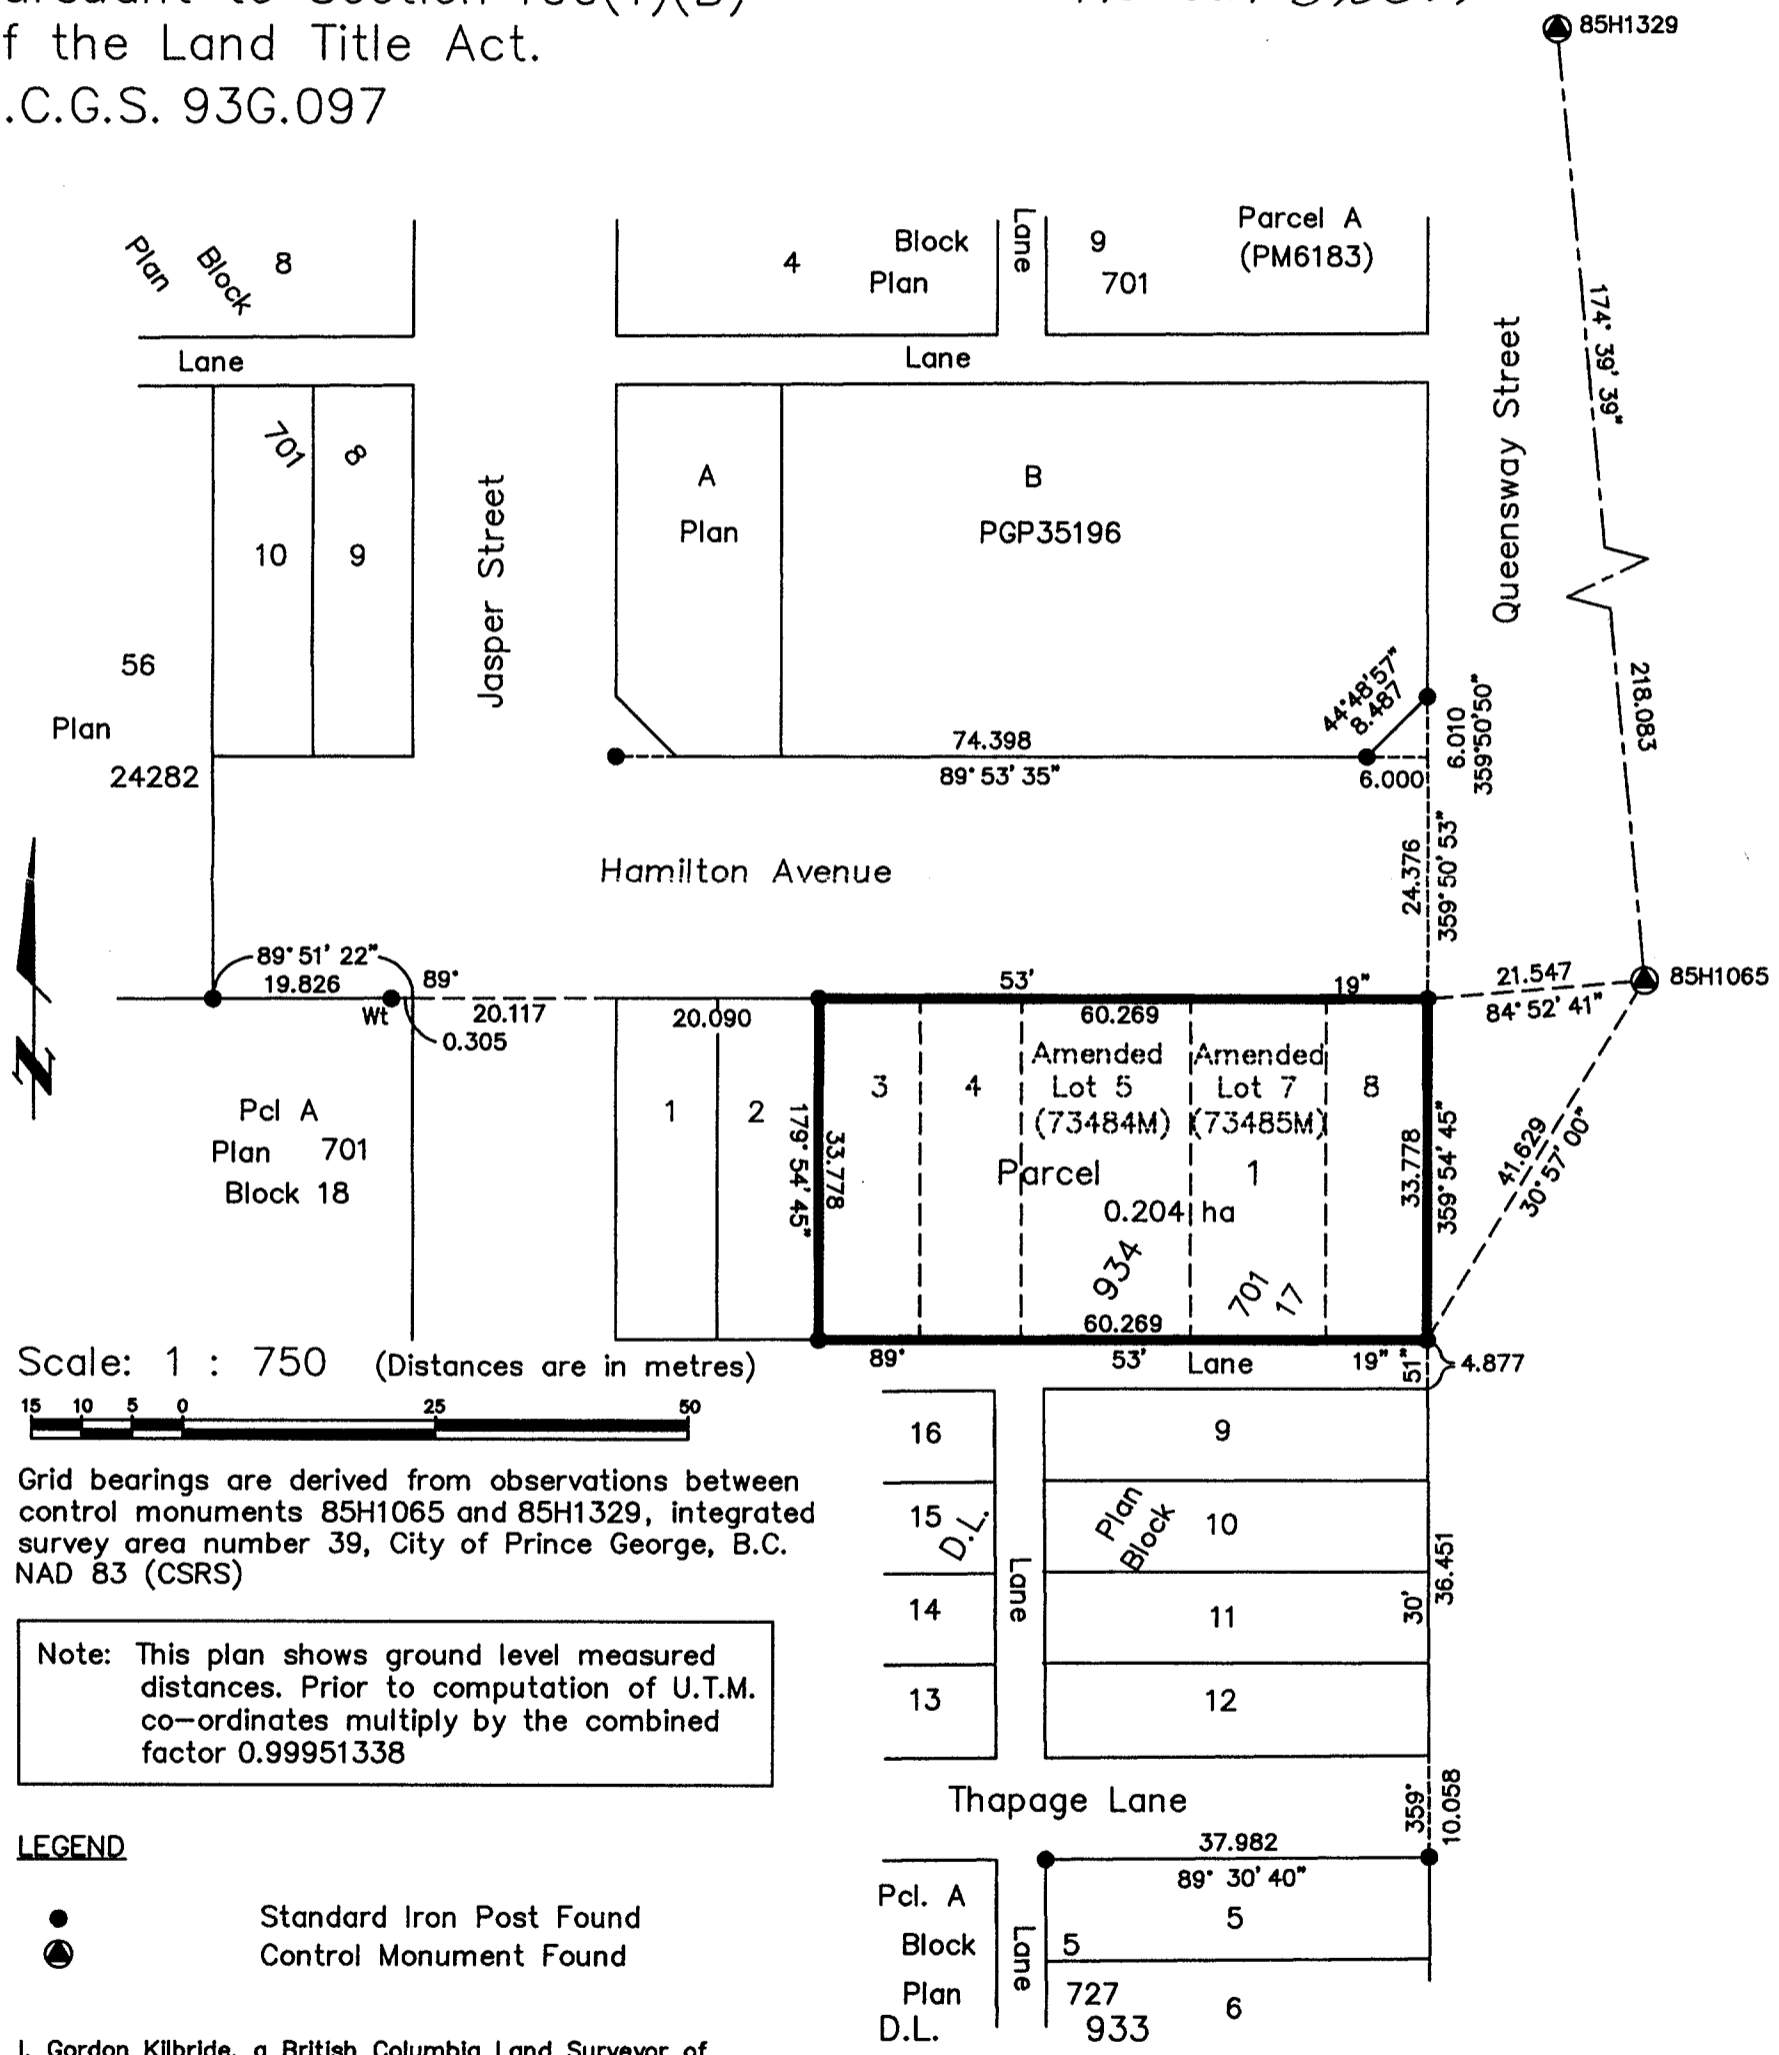 f the Land Title Act.
.C.G.S. 93G.097
85H1329
174° 39' 39"
218.083
Plan
Block
8
4
Block
Plan
Lane
9
701
Parcel A
(PM6183)
Lane
Lane
Queensway Street
701
8
10
9
Jasper Street
A
Plan
B
PGP35196
56
Plan
24282
44°48'57"
8.487
6.010
359°50'50"
74.398
89° 53' 35"
6.000
Hamilton Avenue
24.376
359° 50' 53"
89° 51' 22"
19.826
89°
53'
19"
21.547
84° 52' 41"
85H1065
Wt
0.305
20.117
20.090
60.269
Pcl A
Plan 701
Block 18
1
2
179° 54' 45"
33.778
3
4
Amended
Lot 5
(73484M)
Amended
Lot 7
(73485M)
8
Parcel 1
0.204 ha
934
701
17
33.778
359° 54' 45"
41.629
30° 57' 00"
60.269
89°
53'
19"
Lane
51"
4.877
Scale: 1 : 750 (Distances are in metres)
15 10 5 0 25 50
Grid bearings are derived from observations between
control monuments 85H1065 and 85H1329, integrated
survey area number 39, City of Prince George, B.C.
NAD 83 (CSRS)
Note: This plan shows ground level measured
distances. Prior to computation of U.T.M.
co-ordinates multiply by the combined
factor 0.99951338
16
15
D.L.
14
13
Lane
9
Plan
Block
10
11
12
36.451
30'
Thapage Lane
359°
10.058
37.982
89° 30' 40"
LEGEND
Standard Iron Post Found
Control Monument Found
Pcl. A
Block
Plan
D.L.
Lane
5
5
727
6
933
I, Gordon Kilbride, a British Columbia Land Surveyor of